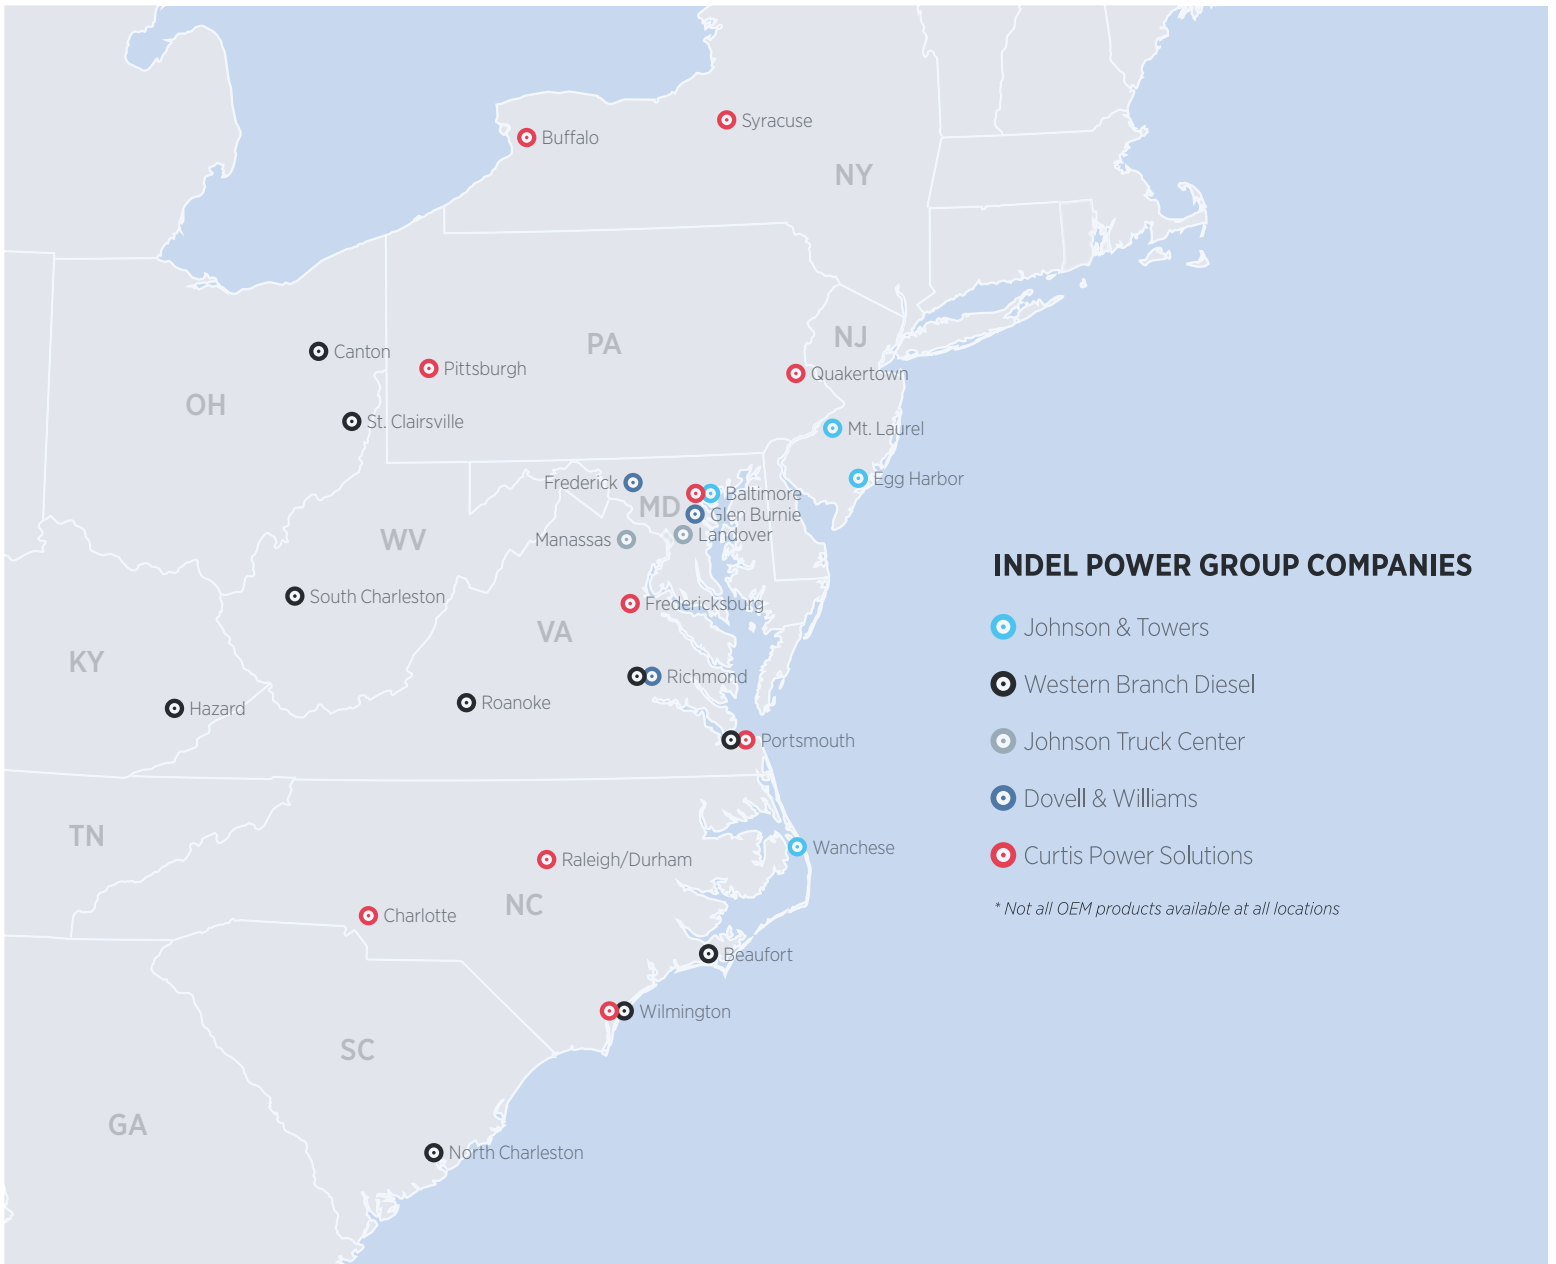 Syracuse
Buffalo
NY
NJ
PA
Canton
Pittsburgh
Quakertown
OH
St. Clairsville
Mt. Laurel
Frederick
Egg Harbor
Baltimore
MD
Glen Burnie
Landover
Manassas
WV
South Charleston
Fredericksburg
VA
KY
Richmond
Roanoke
Hazard
Portsmouth
TN
Wanchese
Raleigh/Durham
NC
Charlotte
Beaufort
Wilmington
SC
GA
North Charleston
INDEL POWER GROUP COMPANIES
Johnson & Towers
Western Branch Diesel
Johnson Truck Center
Dovell & Williams
Curtis Power Solutions
* Not all OEM products available at all locations